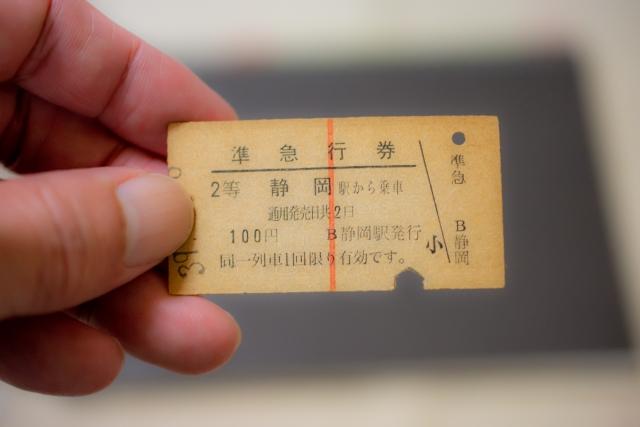 準急行券
2等 静岡駅から乗車
通用発売日共2日
100円 B静岡駅発行
同一列車1回限り有効です。
小
準急
B静岡
39